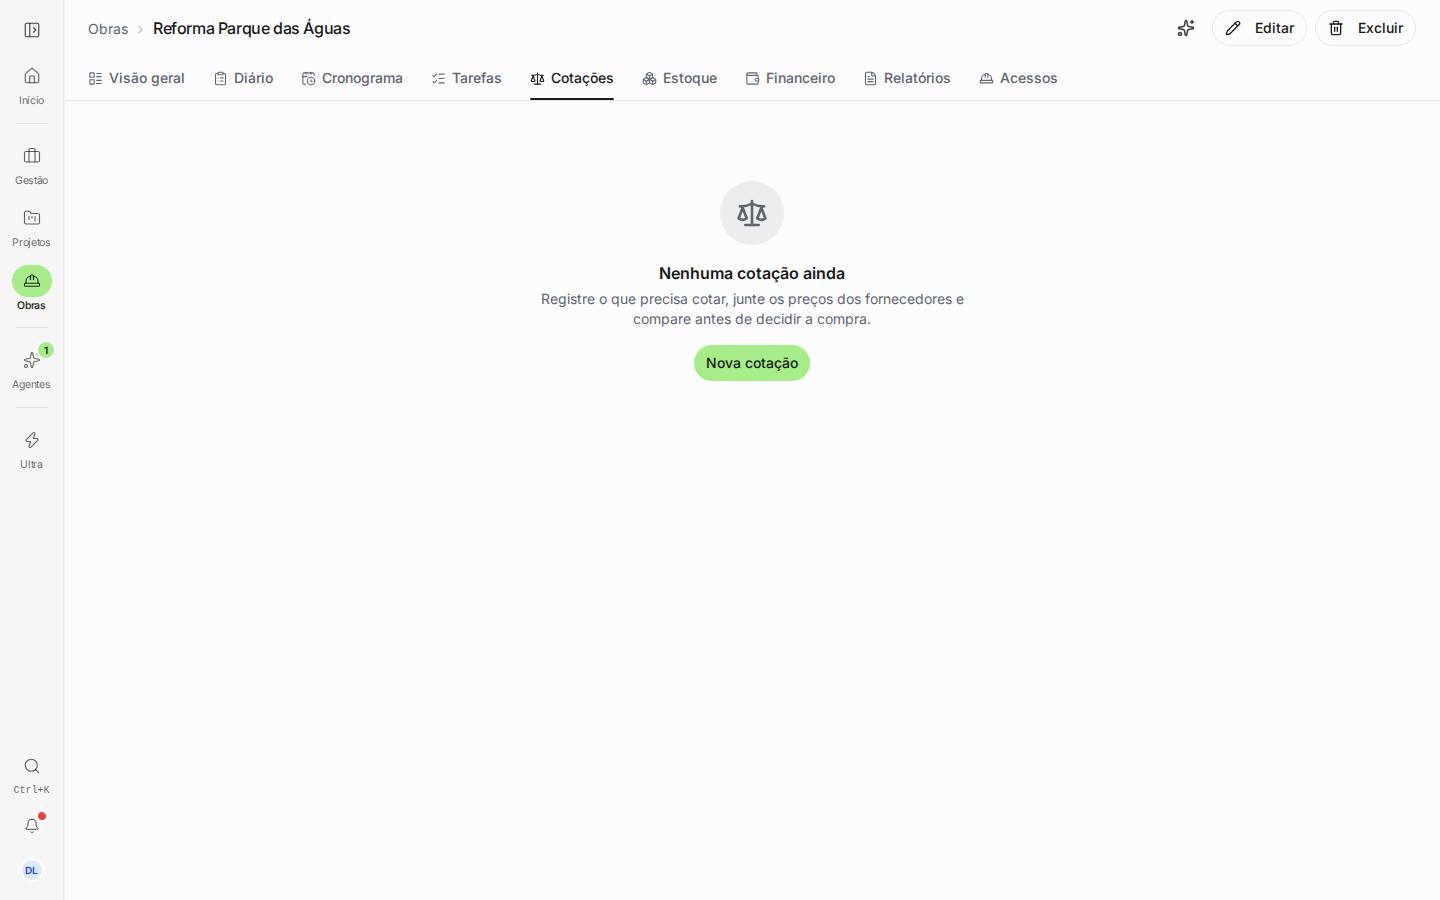 Obras
Reforma Parque das Águas
Editar
Excluir
Visão geral
Diário
Cronograma
Tarefas
Cotações
Estoque
Financeiro
Relatórios
Acessos
Início
Gestão
Projetos
Obras
1
Agentes
Ultra
Nenhuma cotação ainda
Registre o que precisa cotar, junte os preços dos fornecedores e
compare antes de decidir a compra.
Nova cotação
Ctrl+K
DL